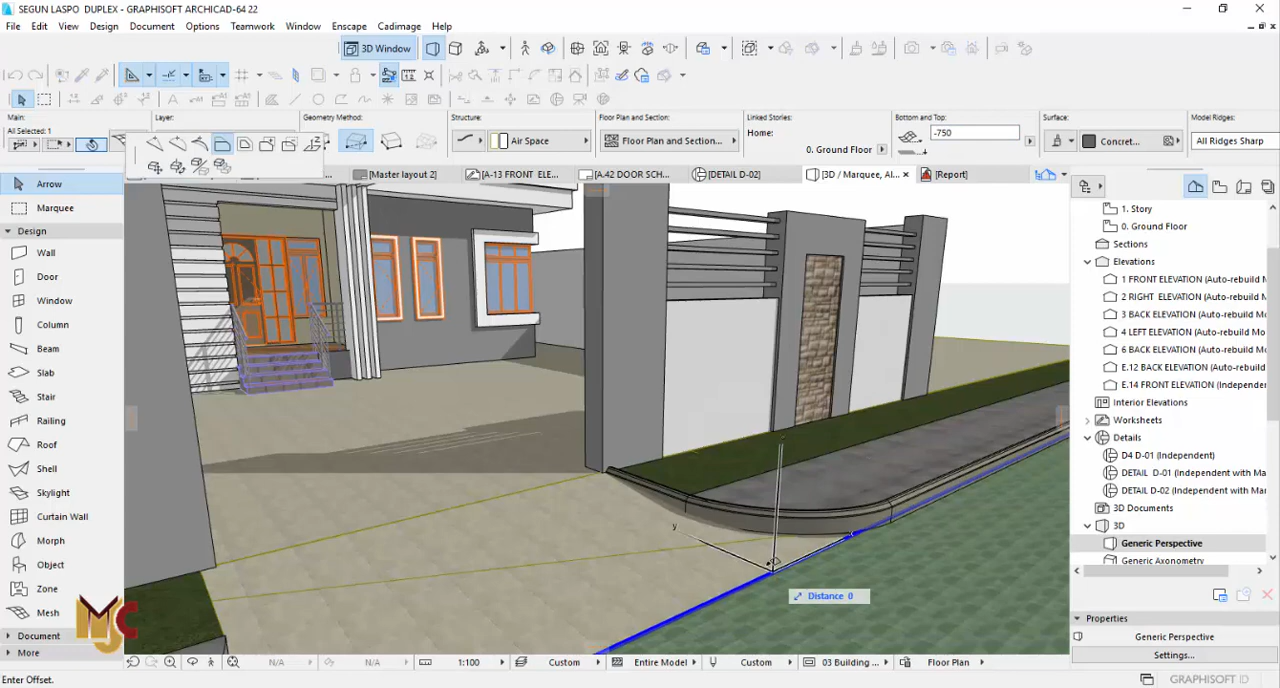 SEGUN LASPO DUPLEX - GRAPHISOFT ARCHICAD-64 22
File Edit View Design Document Options Teamwork Window Enscape Cadimage Help
3D Window
Main: Layer: Geometry Method: Structure: Floor Plan and Section: Linked Stories: Bottom and Top: Surface: Model Ridges:
All Selected: 1
Air Space
Floor Plan and Section...
Home:
0. Ground Floor
-750
Concret...
All Ridges Sharp
[Master layout 2] [A-13 FRONT ELE... [A.42 DOOR SCH... [DETAIL D-02] [3D / Marquee, Al... [Report]
Arrow
Marquee
Design
Wall
Door
Window
Column
Beam
Slab
Stair
Railing
Roof
Shell
Skylight
Curtain Wall
Morph
Object
Zone
Mesh
Document
More
MJC
y
Distance 0
1. Story
0. Ground Floor
Sections
Elevations
1 FRONT ELEVATION (Auto-rebuild Mo
2 RIGHT ELEVATION (Auto-rebuild M
3 BACK ELEVATION (Auto-rebuild Mo
4 LEFT ELEVATION (Auto-rebuild Mo
6 BACK ELEVATION (Auto-rebuild Mo
E.12 BACK ELEVATION (Auto-rebuild
E.14 FRONT ELEVATION (Independer
Interior Elevations
Worksheets
Details
D4 D-01 (Independent)
DETAIL D-01 (Independent with Ma
DETAIL D-02 (Independent with Ma
3D Documents
3D
Generic Perspective
Generic Axonometry
Properties
Generic Perspective
Settings...
N/A N/A 1:100 Custom Entire Model Custom 03 Building ... Floor Plan
Enter Offset.
GRAPHISOFT ID